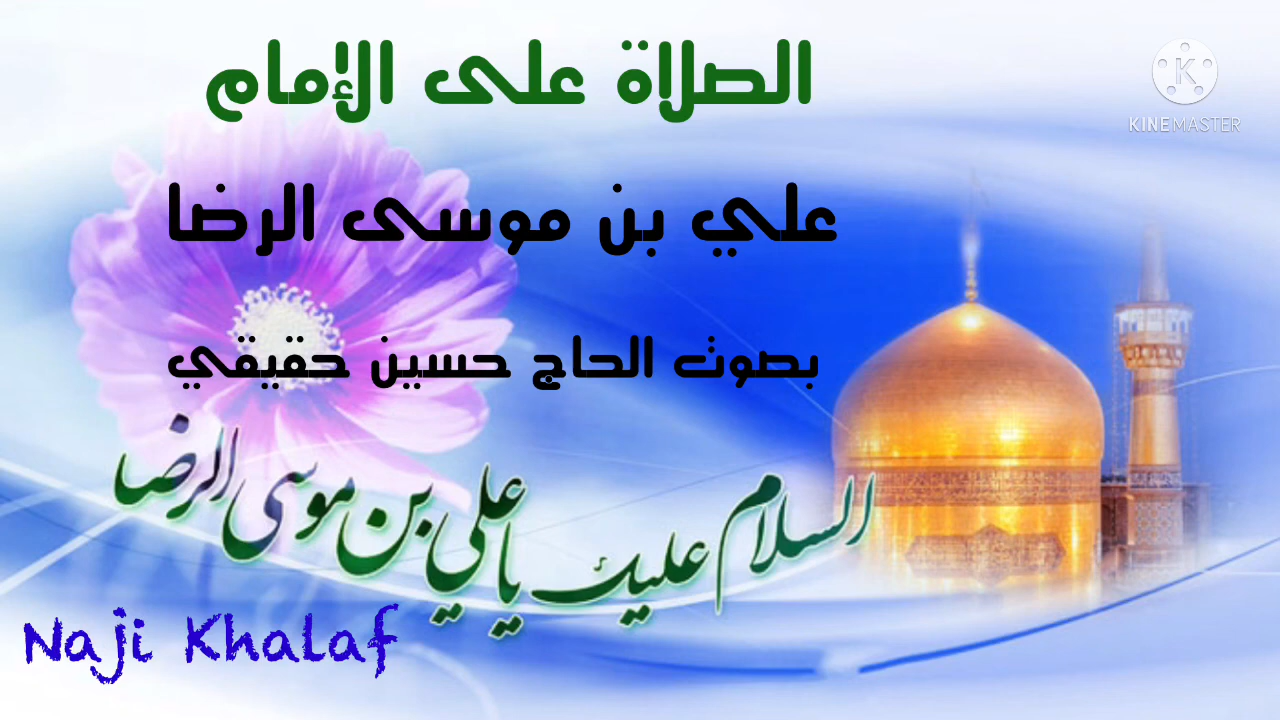 الصلاة على الإمام
KINEMASTER
علي بن موسى الرضا
بصوت الحاج حسين حقيقي
السلام عليك يا علي بن موسى الرضا
Naji Khalaf